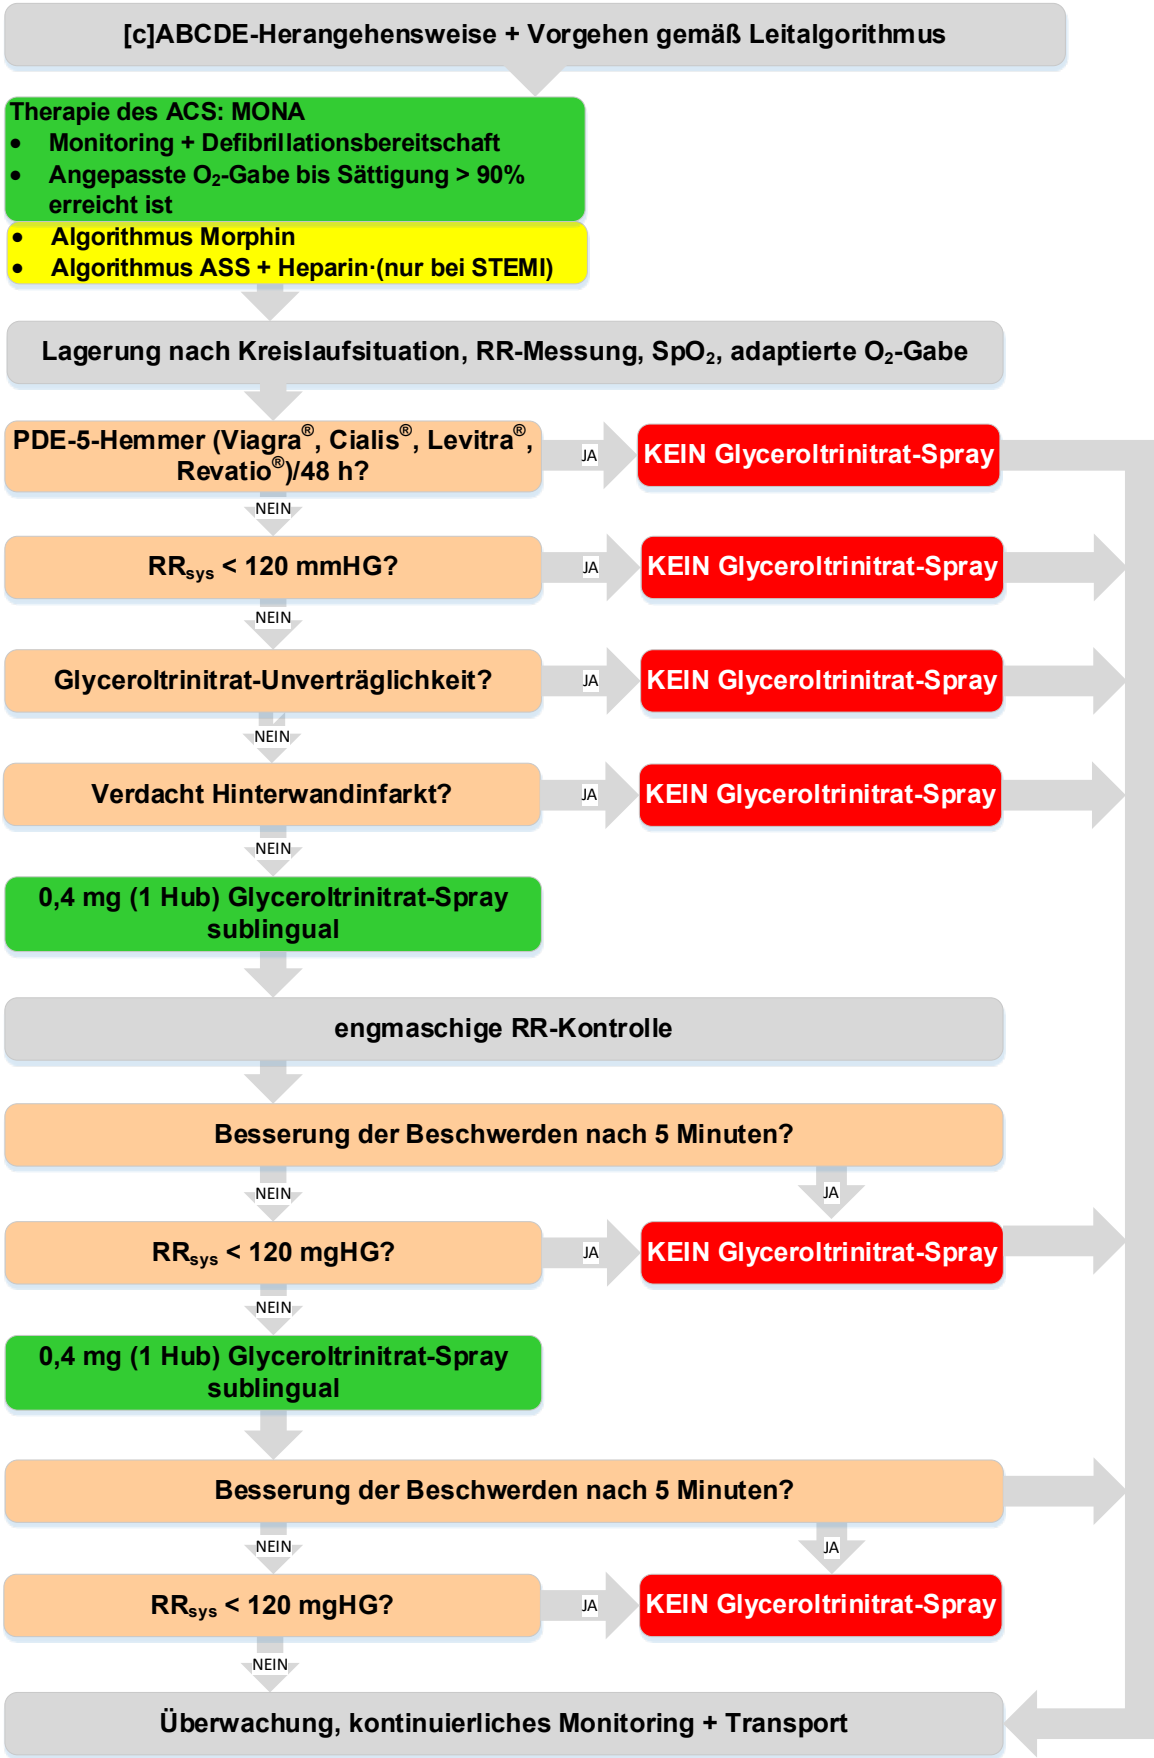 [c]ABCDE-Herangehensweise + Vorgehen gemäß Leitalgorithmus
Therapie des ACS: MONA
• Monitoring + Defibrillationsbereitschaft
• Angepasste O₂-Gabe bis Sättigung > 90%
erreicht ist
• Algorithmus Morphin
• Algorithmus ASS + Heparin·(nur bei STEMI)
Lagerung nach Kreislaufsituation, RR-Messung, SpO₂, adaptierte O₂-Gabe
PDE-5-Hemmer (Viagra®, Cialis®, Levitra®,
Revatio®)/48 h?
JA
KEIN Glyceroltrinitrat-Spray
NEIN
RRsys < 120 mmHG?
JA
KEIN Glyceroltrinitrat-Spray
NEIN
Glyceroltrinitrat-Unverträglichkeit?
JA
KEIN Glyceroltrinitrat-Spray
NEIN
Verdacht Hinterwandinfarkt?
JA
KEIN Glyceroltrinitrat-Spray
NEIN
0,4 mg (1 Hub) Glyceroltrinitrat-Spray
sublingual
engmaschige RR-Kontrolle
Besserung der Beschwerden nach 5 Minuten?
NEIN
JA
RRsys < 120 mgHG?
JA
KEIN Glyceroltrinitrat-Spray
NEIN
0,4 mg (1 Hub) Glyceroltrinitrat-Spray
sublingual
Besserung der Beschwerden nach 5 Minuten?
NEIN
JA
RRsys < 120 mgHG?
JA
KEIN Glyceroltrinitrat-Spray
NEIN
Überwachung, kontinuierliches Monitoring + Transport